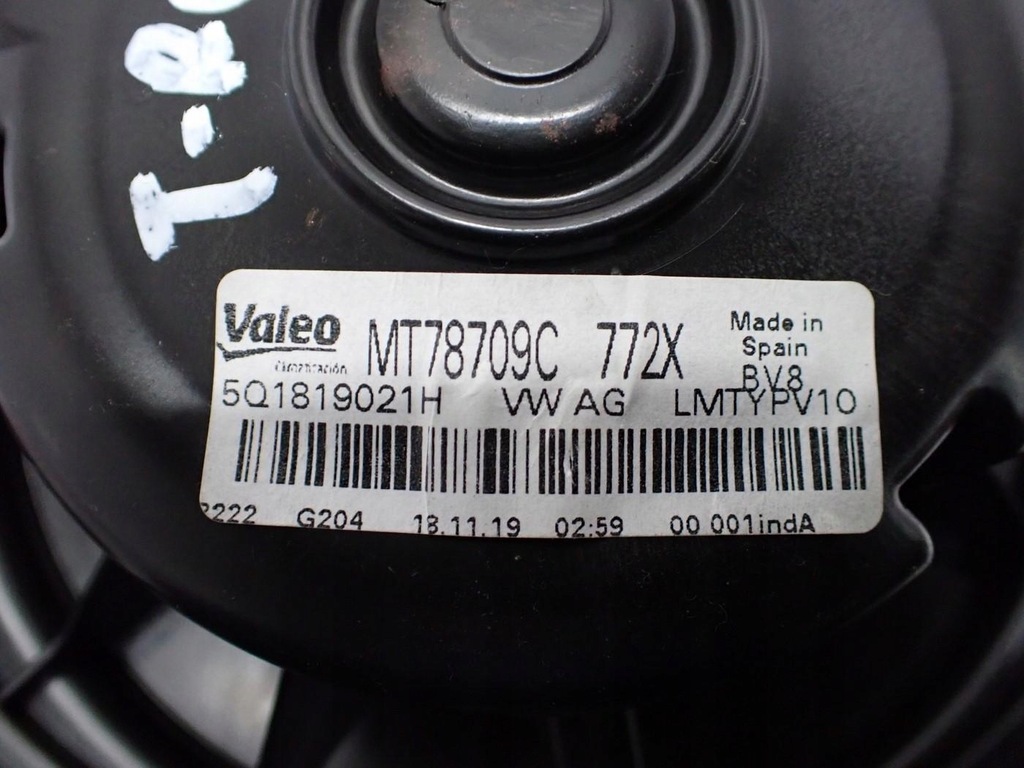 Valeo MT78709C 772X Made in
Spain
Climatización BV8
5Q1819021H VW AG LMTYPV10
2222 G204 18.11.19 02:59 00 001indA